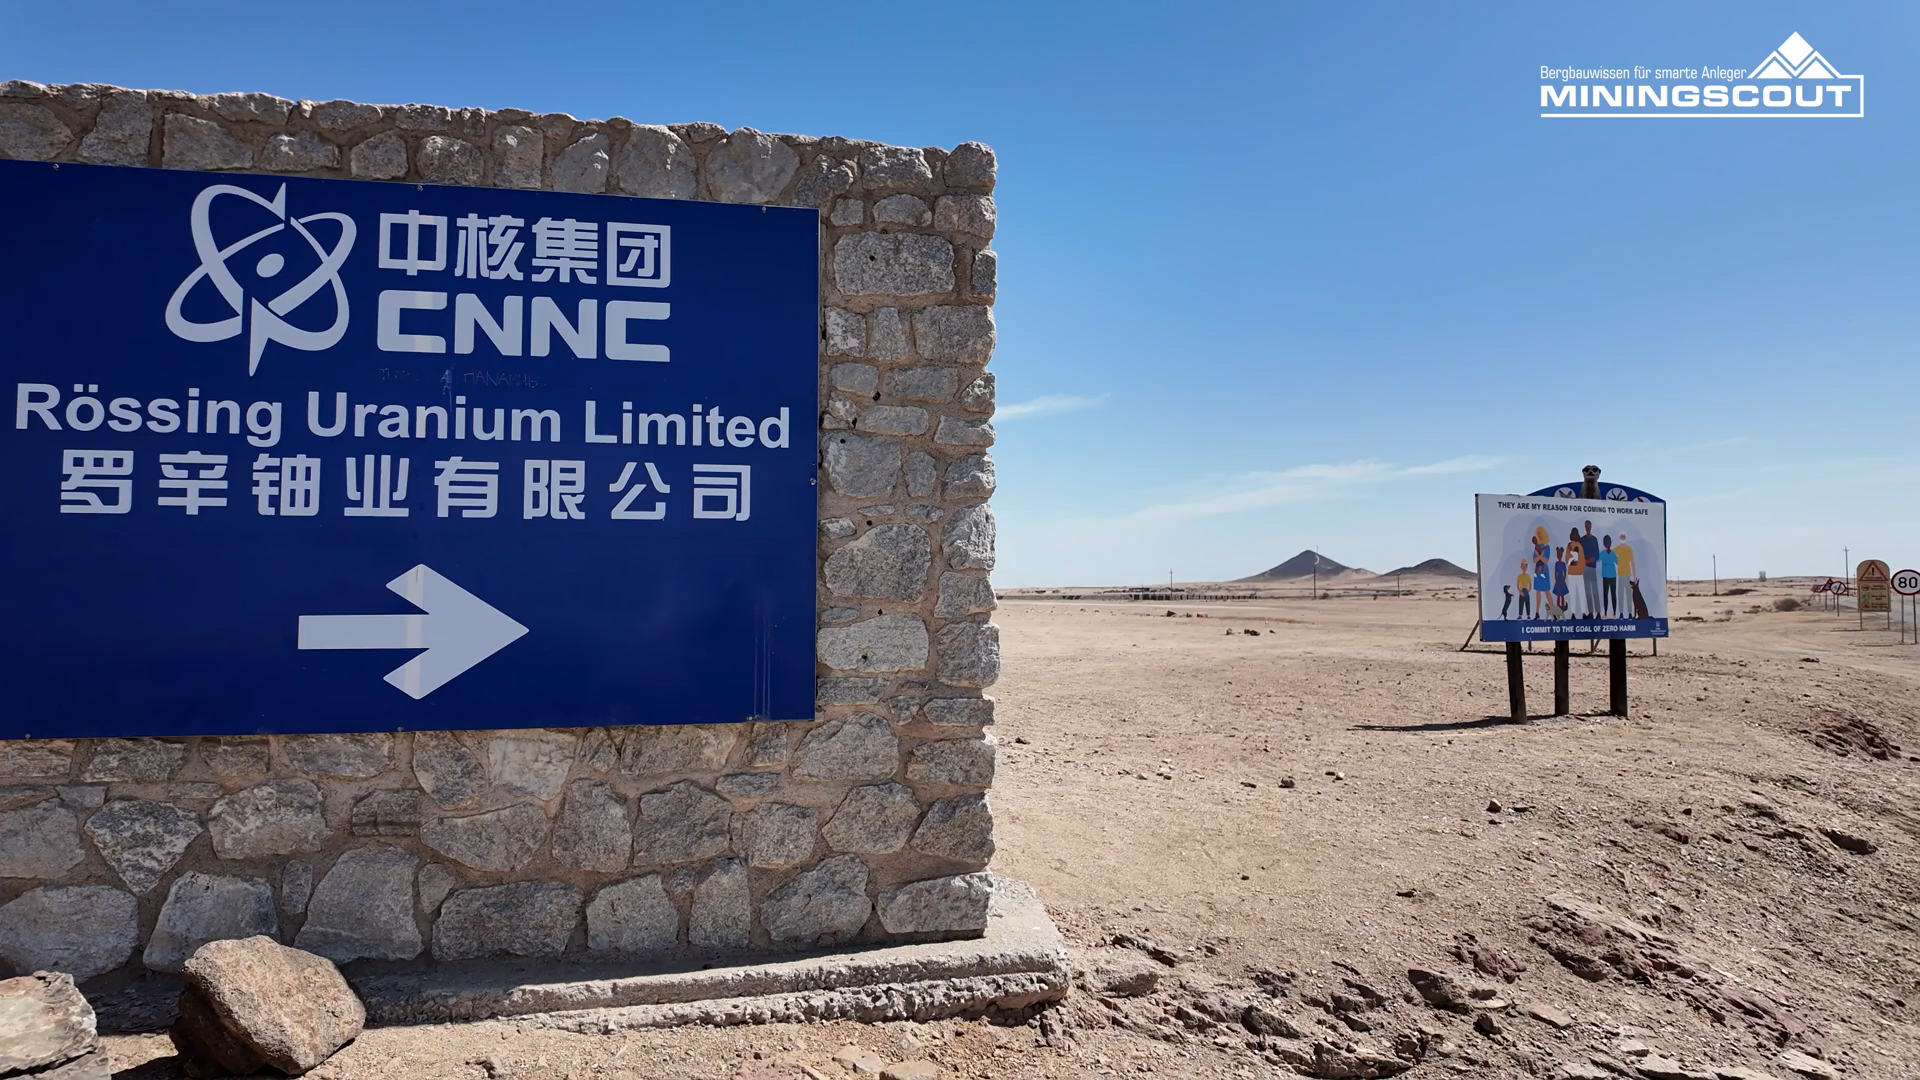 中核集团
CNNC
Rössing Uranium Limited
罗辛铀业有限公司
Bergbauwissen für smarte Anleger
MININGSCOUT
THEY ARE MY REASON FOR COMING TO WORK SAFE
I COMMIT TO THE GOAL OF ZERO HARM
80